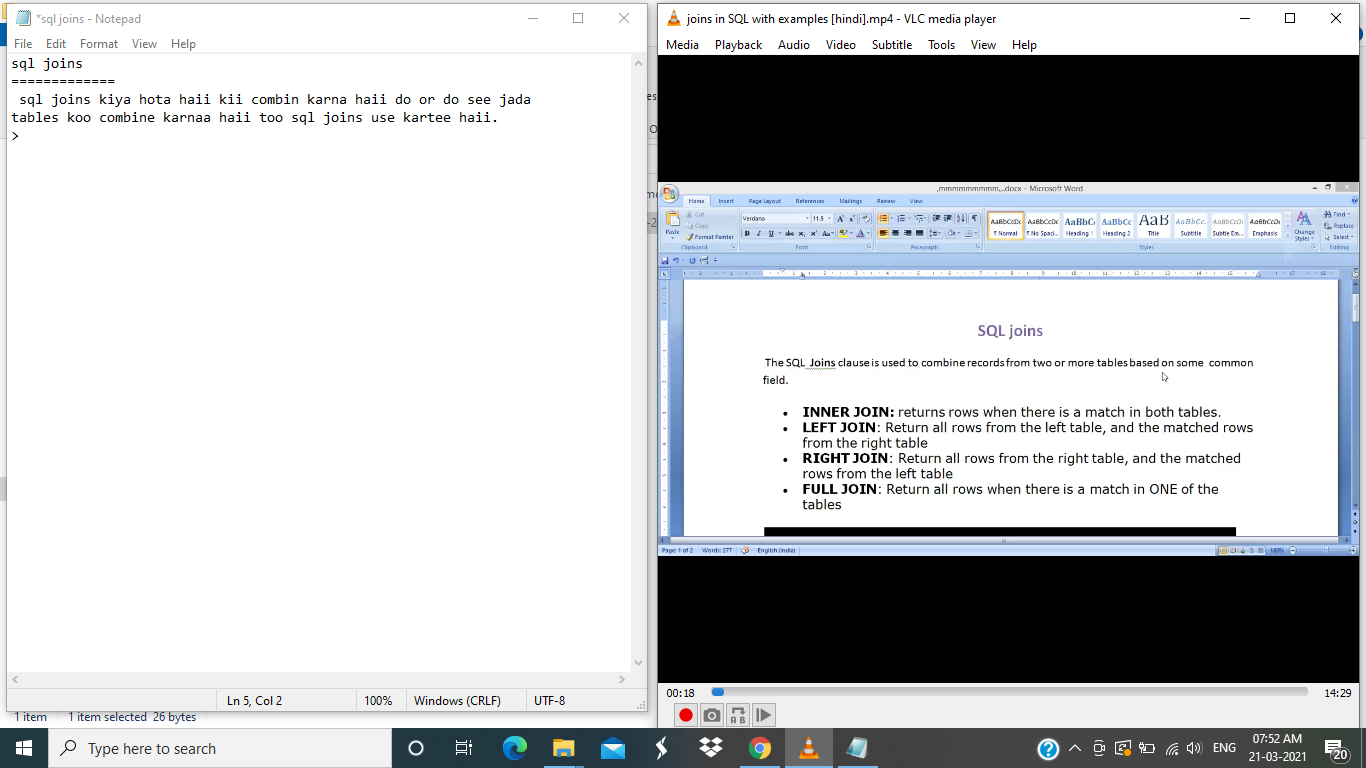 *sql joins - Notepad
File Edit Format View Help
sql joins
=============
sql joins kiya hota haii kii combin karna haii do or do see jada
tables koo combine karnaa haii too sql joins use kartee haii.
>
Ln 5, Col 2 100% Windows (CRLF) UTF-8
1 item 1 item selected 26 bytes
joins in SQL with examples [hindi].mp4 - VLC media player
Media Playback Audio Video Subtitle Tools View Help
,mmmmmmmmm,,.docx - Microsoft Word
Home Insert Page Layout References Mailings Review View
Paste
Cut
Copy
Format Painter
Clipboard
Verdana 11.5
Font
Paragraph
AaBbCcDc AaBbCcDc AaBbC AaBbCc AaB AaBbCc. AaBbCcDc AaBbCcDc
¶ Normal ¶ No Spaci... Heading 1 Heading 2 Title Subtitle Subtle Em... Emphasis
Change
Styles
Styles
Find
Replace
Select
Editing
SQL joins
The SQL Joins clause is used to combine records from two or more tables based on some common
field.
• INNER JOIN: returns rows when there is a match in both tables.
• LEFT JOIN: Return all rows from the left table, and the matched rows
from the right table
• RIGHT JOIN: Return all rows from the right table, and the matched
rows from the left table
• FULL JOIN: Return all rows when there is a match in ONE of the
tables
Page: 1 of 2 Words: 277 English (India) 160%
00:18 14:29
Type here to search
ENG
07:52 AM
21-03-2021
20